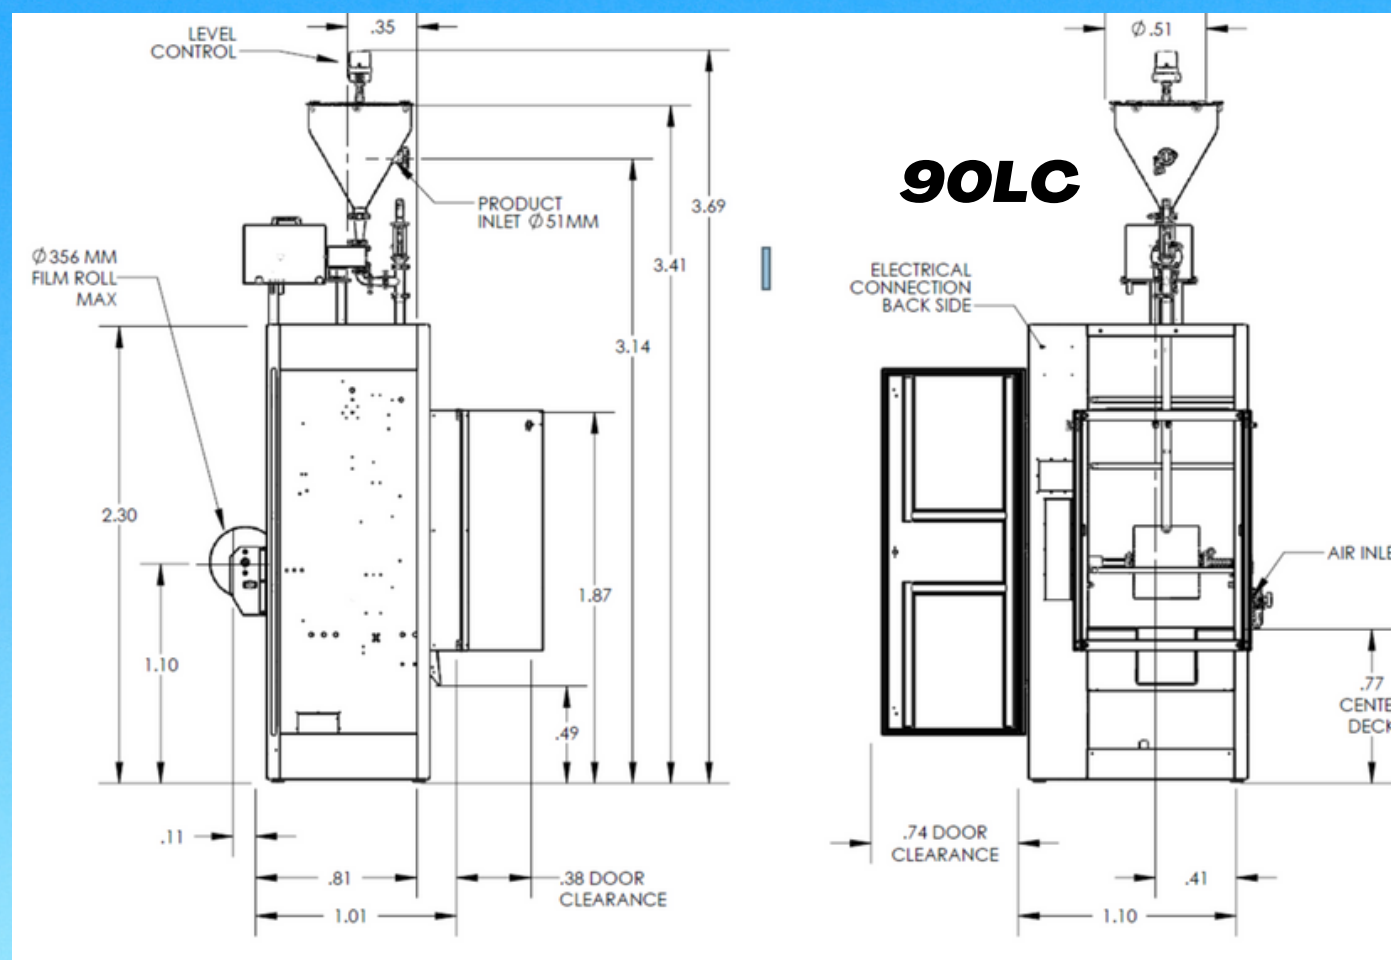 LEVEL
CONTROL
.35
Ø .51
90LC
PRODUCT
INLET Ø 51MM
3.69
3.41
3.14
Ø 356 MM
FILM ROLL
MAX
ELECTRICAL
CONNECTION
BACK SIDE
2.30
1.87
1.10
.49
AIR INLE
.77
CENTE
DECK
.11
.81
1.01
.38 DOOR
CLEARANCE
.74 DOOR
CLEARANCE
.41
1.10